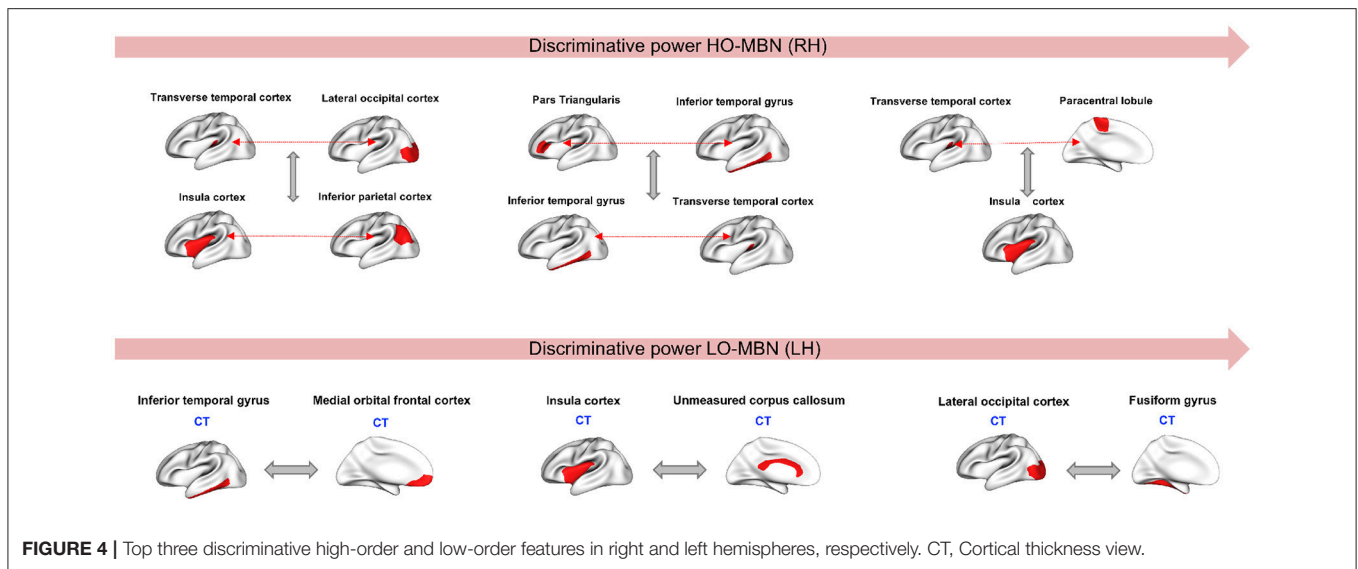 Discriminative power HO-MBN (RH)
Transverse temporal cortex
Lateral occipital cortex
Pars Triangularis
Inferior temporal gyrus
Transverse temporal cortex
Paracentral lobule
Insula cortex
Inferior parietal cortex
Inferior temporal gyrus
Transverse temporal cortex
Insula cortex
Discriminative power LO-MBN (LH)
Inferior temporal gyrus
Medial orbital frontal cortex
Insula cortex
Unmeasured corpus callosum
Lateral occipital cortex
Fusiform gyrus
CT
CT
CT
CT
CT
CT
FIGURE 4 | Top three discriminative high-order and low-order features in right and left hemispheres, respectively. CT, Cortical thickness view.